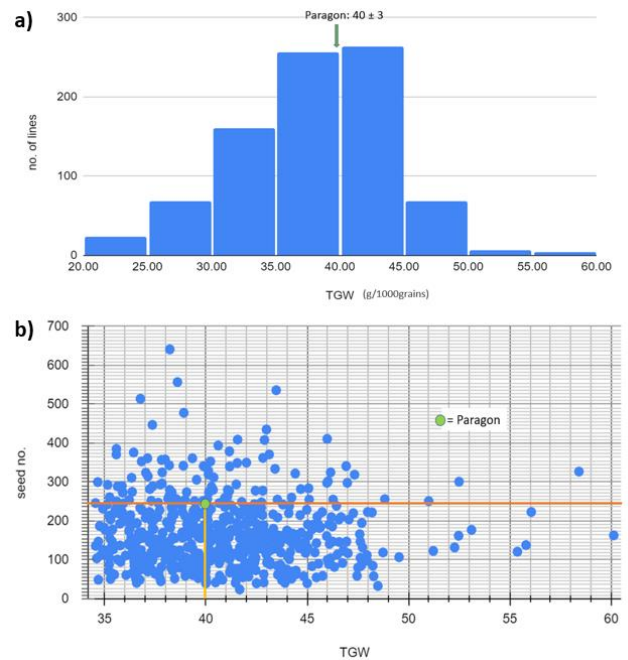 a)
Paragon: 40 ± 3
300
200
100
0
no. of lines
20.00 25.00 30.00 35.00 40.00 45.00 50.00 55.00 60.00
TGW (g/1000grains)
b)
700
600
500
400
300
200
100
0
seed no.
= Paragon
35 40 45 50 55 60
TGW